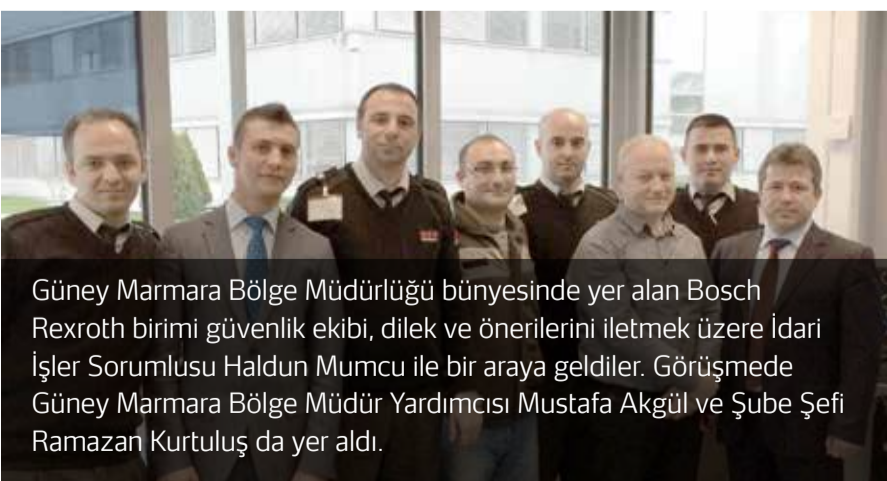 Güney Marmara Bölge Müdürlüğü bünyesinde yer alan Bosch
Rexroth birimi güvenlik ekibi, dilek ve önerilerini iletmek üzere İdari
İşler Sorumlusu Haldun Mumcu ile bir araya geldiler. Görüşmede
Güney Marmara Bölge Müdür Yardımcısı Mustafa Akgül ve Şube Şefi
Ramazan Kurtuluş da yer aldı.